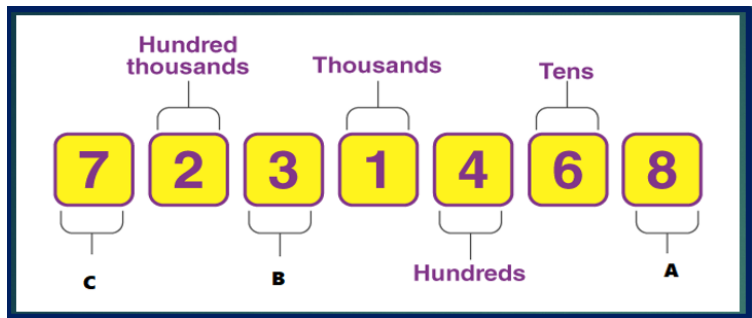 Hundred
thousands
Thousands
Tens
7 2 3 1 4 6 8
C
B
Hundreds
A